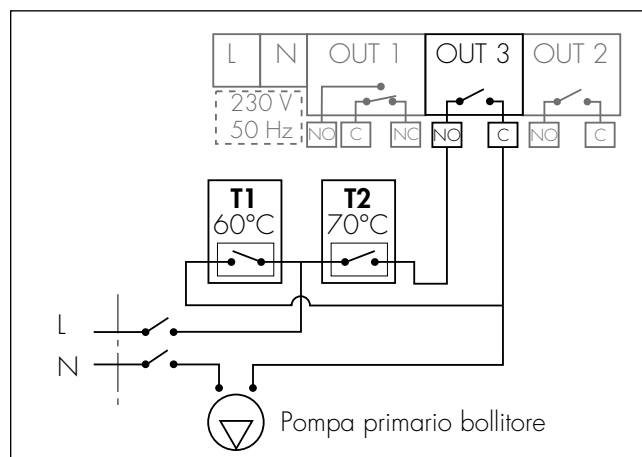 L N OUT 1 OUT 3 OUT 2
230 V
50 Hz
NO C NC NO C NO C
T1 T2
60°C 70°C
L
N
Pompa primario bollitore